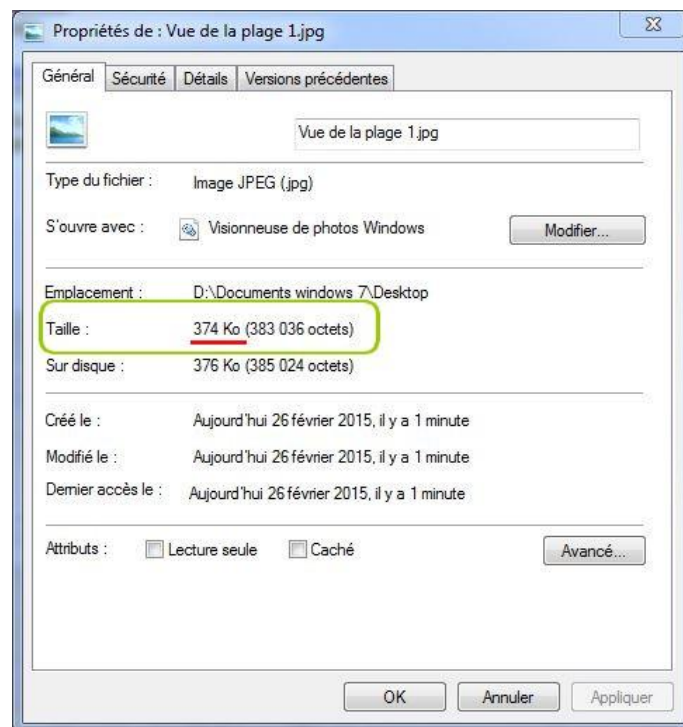 Propriétés de : Vue de la plage 1.jpg
Général Sécurité Détails Versions précédentes
Vue de la plage 1.jpg
Type du fichier : Image JPEG (.jpg)
S'ouvre avec : Visionneuse de photos Windows Modifier...
Emplacement : D:\Documents windows 7\Desktop
Taille : 374 Ko (383 036 octets)
Sur disque : 376 Ko (385 024 octets)
Créé le : Aujourd'hui 26 février 2015, il y a 1 minute
Modifié le : Aujourd'hui 26 février 2015, il y a 1 minute
Dernier accès le : Aujourd'hui 26 février 2015, il y a 1 minute
Attributs : Lecture seule Caché Avancé...
OK Annuler Appliquer